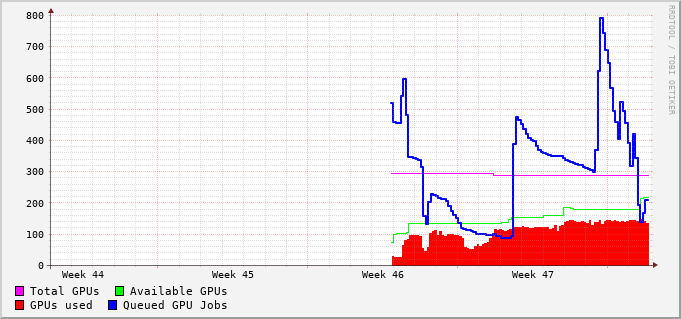 800
700
600
500
400
300
200
100
0
Week 44 Week 45 Week 46 Week 47
Total GPUs Available GPUs
GPUs used Queued GPU Jobs
RRDTOOL / TOBI OETIKER